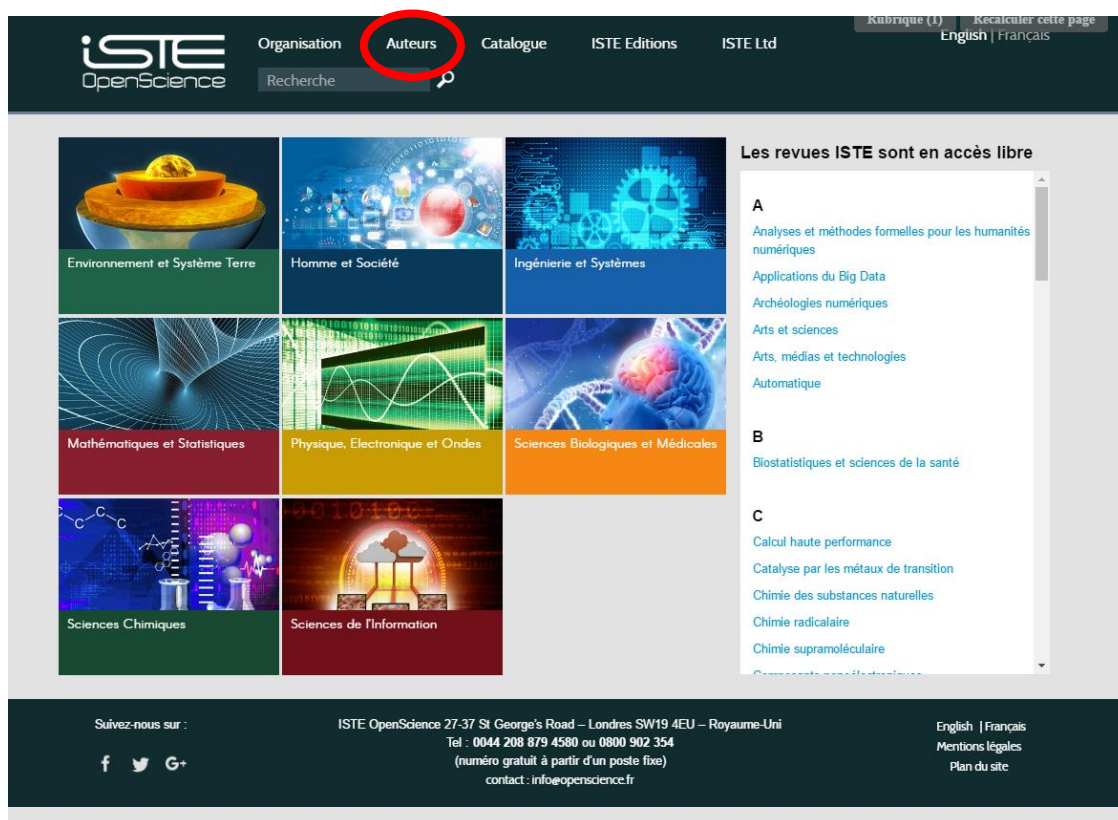 Rubrique (1) Recalculer cette page
iSTE
OpenScience
Organisation Auteurs Catalogue ISTE Editions ISTE Ltd
English | Français
Recherche
Environnement et Système Terre
Homme et Société
Ingénierie et Systèmes
Mathématiques et Statistiques
Physique, Electronique et Ondes
Sciences Biologiques et Médicales
Sciences Chimiques
Sciences de l'Information
Les revues ISTE sont en accès libre
A
Analyses et méthodes formelles pour les humanités
numériques
Applications du Big Data
Archéologies numériques
Arts et sciences
Arts, médias et technologies
Automatique
B
Biostatistiques et sciences de la santé
C
Calcul haute performance
Catalyse par les métaux de transition
Chimie des substances naturelles
Chimie radicalaire
Chimie supramoléculaire
Suivez-nous sur :
ISTE OpenScience 27-37 St George's Road – Londres SW19 4EU – Royaume-Uni
Tel : 0044 208 879 4580 ou 0800 902 354
(numéro gratuit à partir d'un poste fixe)
contact : info@openscience.fr
English | Français
Mentions légales
Plan du site